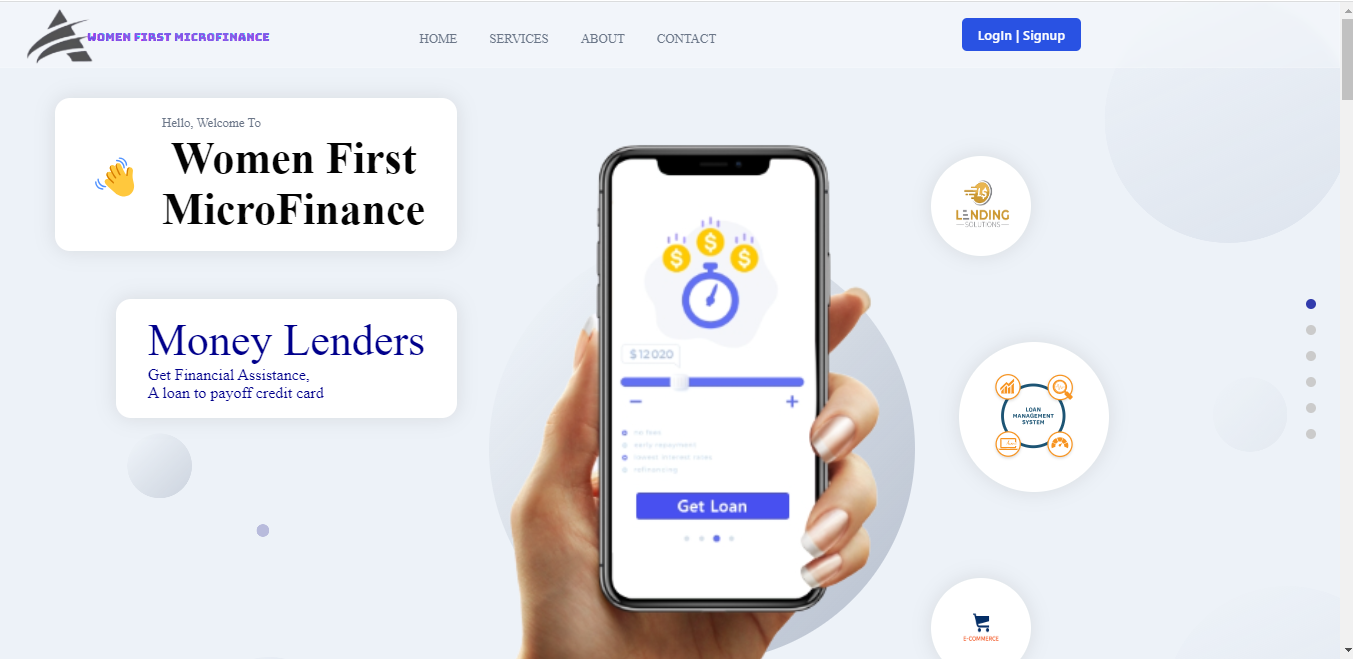 WOMEN FIRST MICROFINANCE
HOME SERVICES ABOUT CONTACT
LogIn | Signup
Hello, Welcome To
Women First
MicroFinance
Money Lenders
Get Financial Assistance,
A loan to payoff credit card
$12020
no fees
early repayment
lowest interest rates
refinancing
Get Loan
LENDING
SOLUTIONS
LOAN
MANAGEMENT
SYSTEM
E-COMMERCE